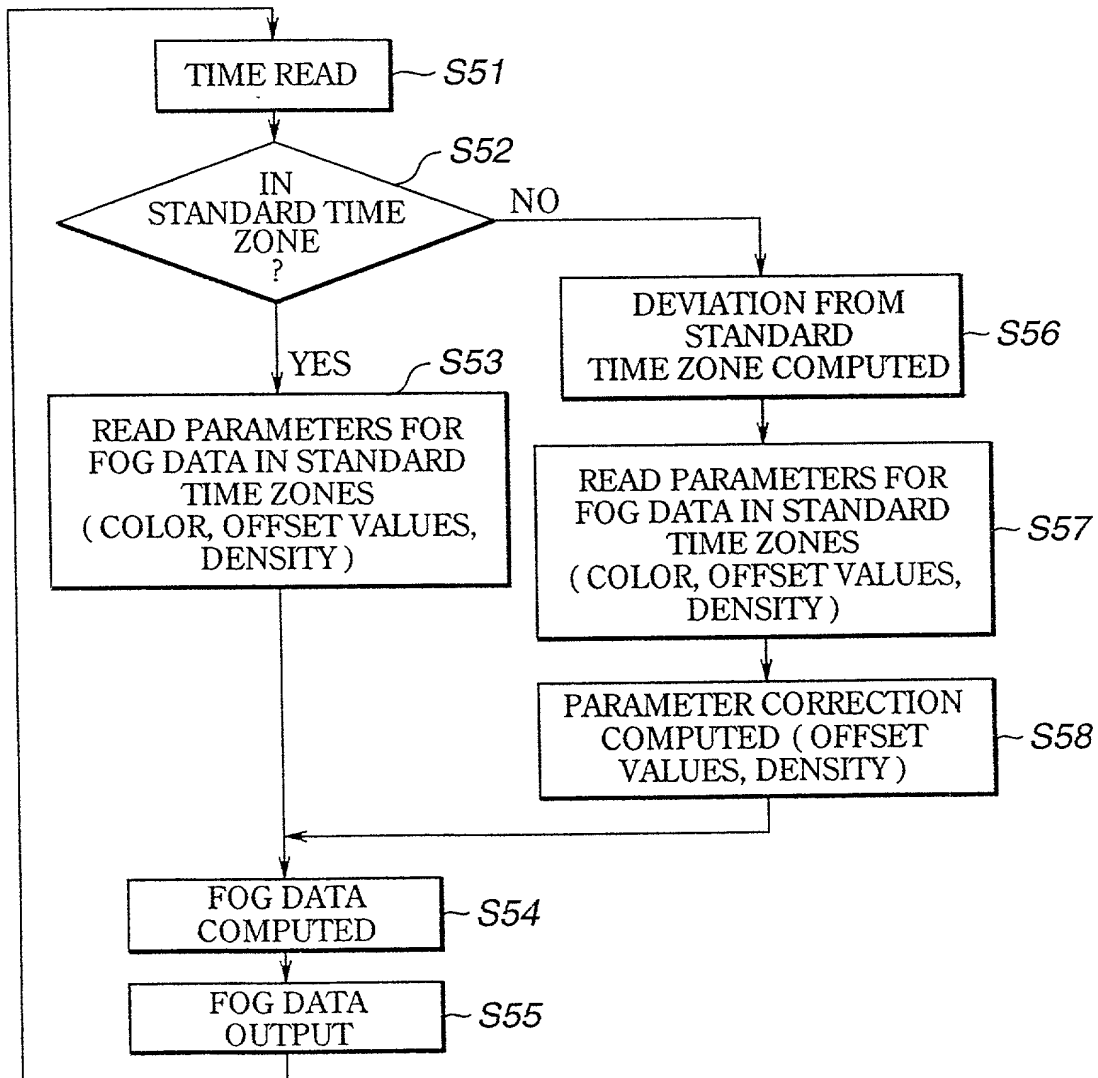 TIME READ
S51
S52
IN
STANDARD TIME
ZONE
?
NO
YES
DEVIATION FROM
STANDARD
TIME ZONE COMPUTED
S56
S53
READ PARAMETERS FOR
FOG DATA IN STANDARD
TIME ZONES
( COLOR, OFFSET VALUES,
DENSITY )
READ PARAMETERS FOR
FOG DATA IN STANDARD
TIME ZONES
( COLOR, OFFSET VALUES,
DENSITY )
S57
PARAMETER CORRECTION
COMPUTED ( OFFSET
VALUES, DENSITY )
S58
FOG DATA
COMPUTED
S54
FOG DATA
OUTPUT
S55